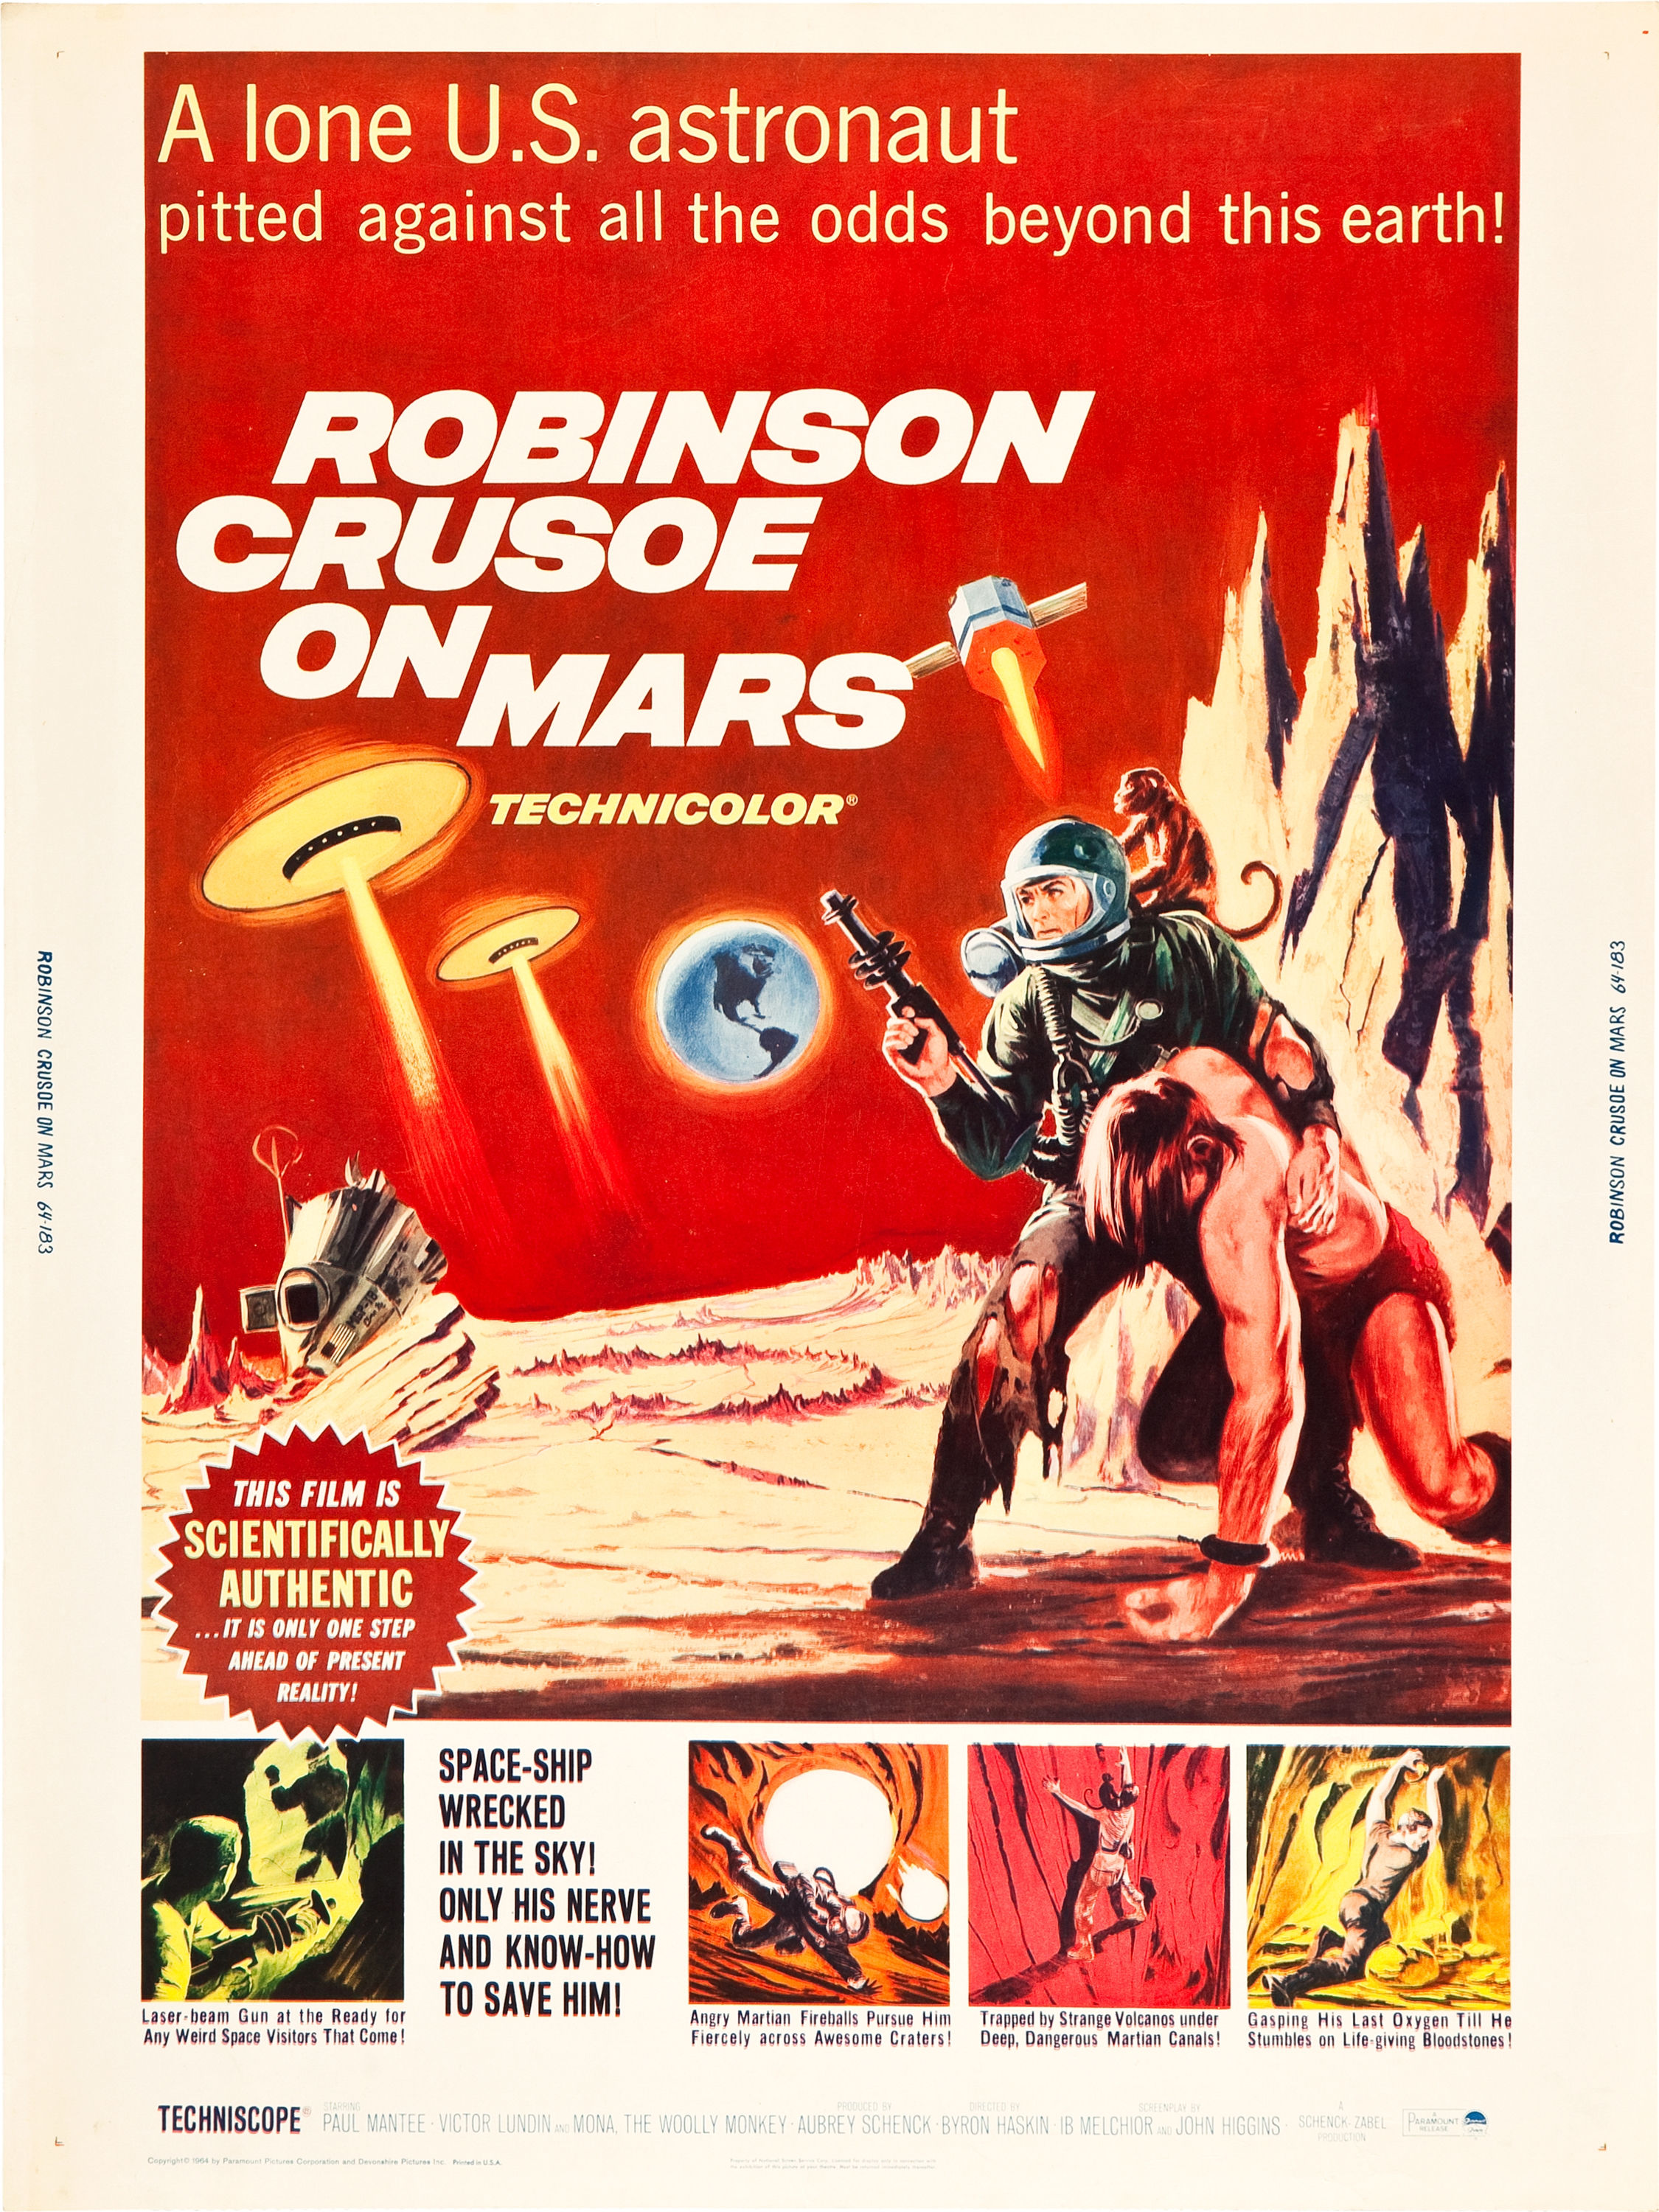 A lone U.S. astronaut
pitted against all the odds beyond this earth!
ROBINSON
CRUSOE
ON
MARS
TECHNICOLOR®
ROBINSON CRUSOE ON MARS 64-183
ROBINSON CRUSOE ON MARS 64-183
THIS FILM IS
SCIENTIFICALLY
AUTHENTIC
...IT IS ONLY ONE STEP
AHEAD OF PRESENT
REALITY!
SPACE-SHIP
WRECKED
IN THE SKY!
ONLY HIS NERVE
AND KNOW-HOW
TO SAVE HIM!
Laser-beam Gun at the Ready for
Any Weird Space Visitors That Come!
Angry Martian Fireballs Pursue Him
Fiercely across Awesome Craters!
Trapped by Strange Volcanos under
Deep, Dangerous Martian Canals!
Gasping His Last Oxygen Till He
Stumbles on Life-giving Bloodstones!
TECHNISCOPE®
STARRING
PAUL MANTEE · VICTOR LUNDIN AND MONA, THE WOOLLY MONKEY ·
PRODUCED BY
AUBREY SCHENCK ·
DIRECTED BY
BYRON HASKIN ·
SCREENPLAY BY
IB MELCHIOR AND JOHN HIGGINS ·
A
SCHENCK-ZABEL
PRODUCTION
A
PARAMOUNT
RELEASE
Copyright © 1964 by Paramount Pictures Corporation and Devonshire Pictures Inc. Printed in U.S.A.